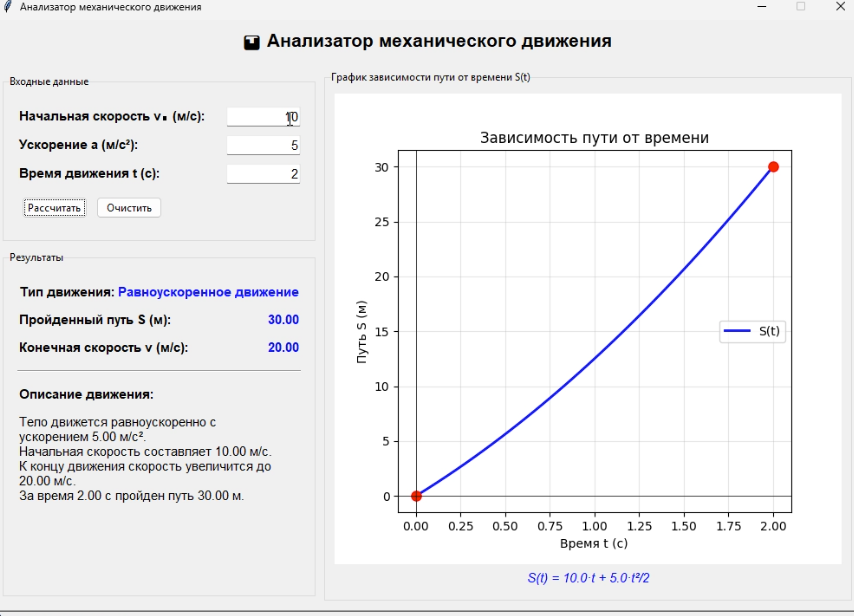 Анализатор механического движения
Анализатор механического движения
Входные данные
Начальная скорость v₀ (м/с): 10
Ускорение a (м/с²): 5
Время движения t (с): 2
Рассчитать Очистить
Результаты
Тип движения: Равноускоренное движение
Пройденный путь S (м): 30.00
Конечная скорость v (м/с): 20.00
Описание движения:
Тело движется равноускоренно с
ускорением 5.00 м/с².
Начальная скорость составляет 10.00 м/с.
К концу движения скорость увеличится до
20.00 м/с.
За время 2.00 с пройден путь 30.00 м.
График зависимости пути от времени S(t)
Зависимость пути от времени
Путь S (м)
30
25
20
15
10
5
0
S(t)
0.00 0.25 0.50 0.75 1.00 1.25 1.50 1.75 2.00
Время t (с)
S(t) = 10.0·t + 5.0·t²/2